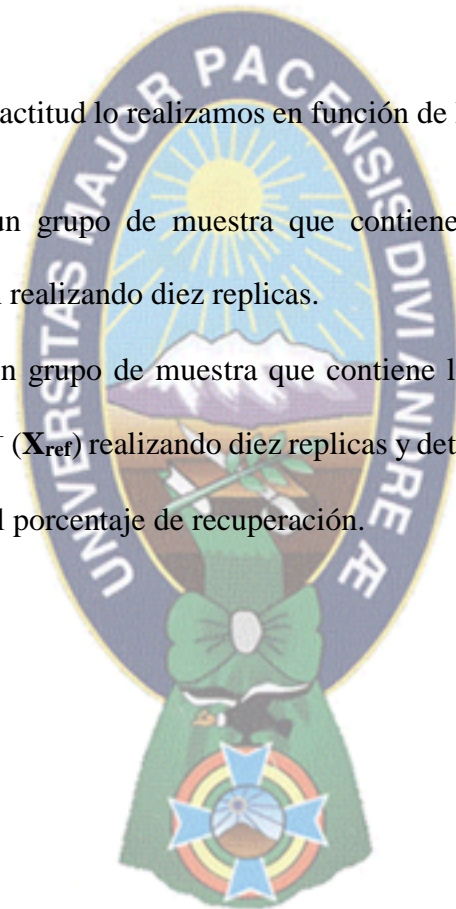 actitud lo realizamos en función de
un grupo de muestra que contiene
realizando diez replicas.
n grupo de muestra que contiene
(X_ref) realizando diez replicas y det
l porcentaje de recuperación.
UNIVERSITAS MAJOR PACENSIS DIVI ANDRE Æ